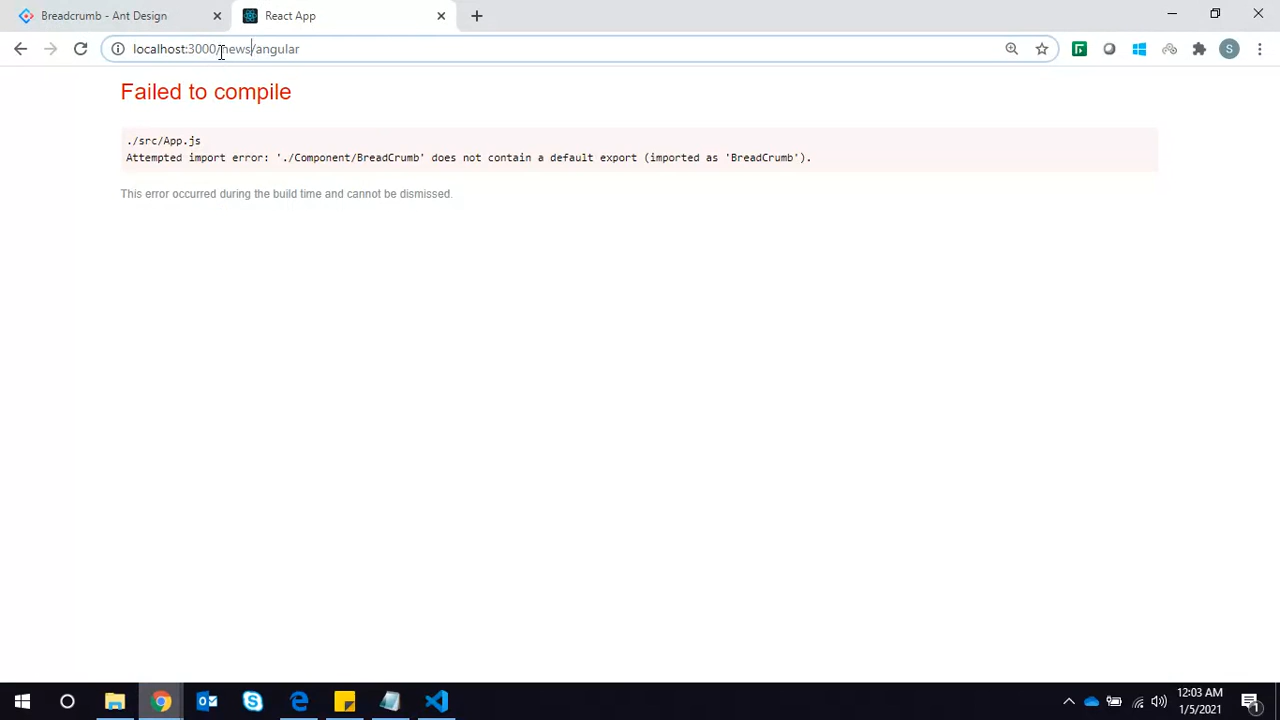 Breadcrumb - Ant Design
React App
localhost:3000/news/angular
S
Failed to compile
./src/App.js
Attempted import error: './Component/BreadCrumb' does not contain a default export (imported as 'BreadCrumb').
This error occurred during the build time and cannot be dismissed.
12:03 AM
1/5/2021
1